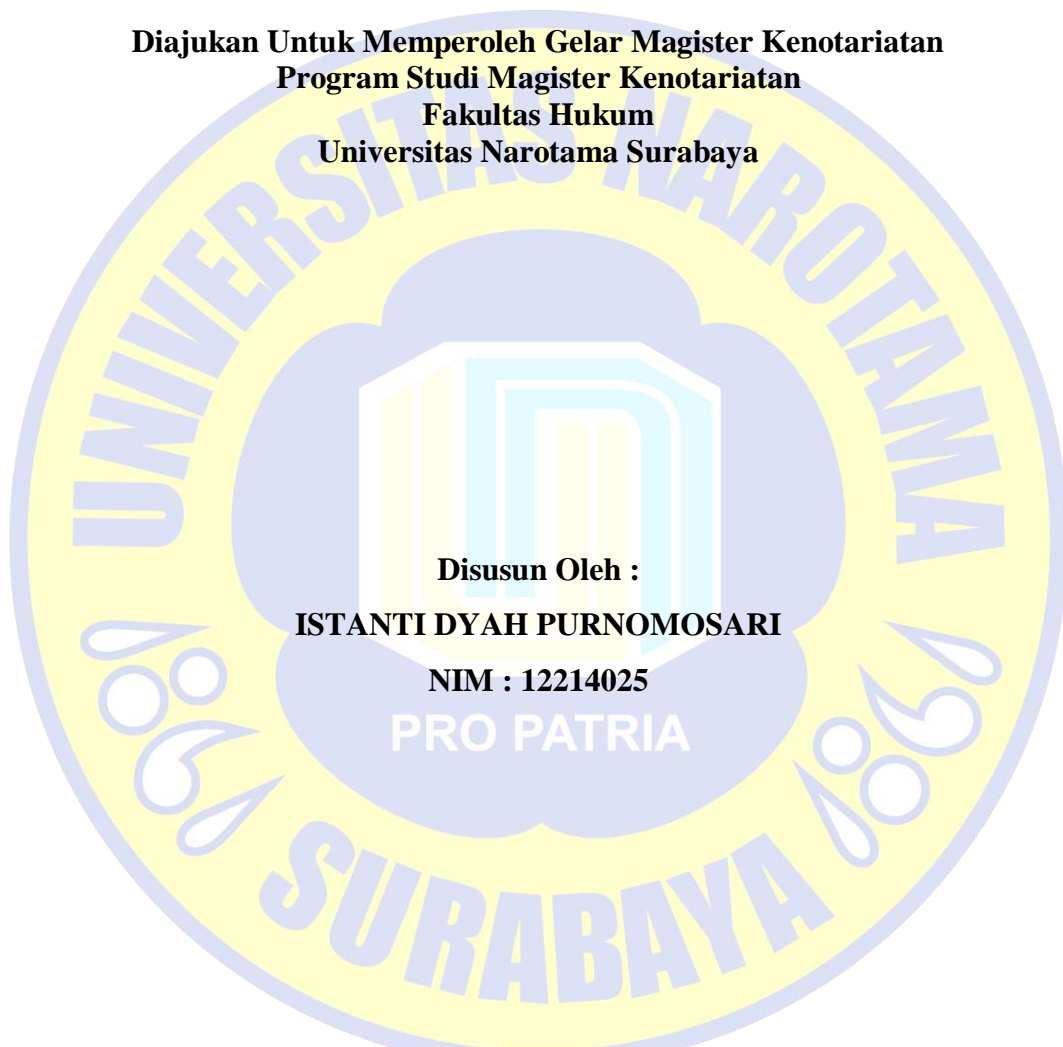 Diajukan Untuk Memperoleh Gelar Magister Kenotariatan
Program Studi Magister Kenotariatan
Fakultas Hukum
Universitas Narotama Surabaya
UNIVERSITAS NAROTAMA
Disusun Oleh :
ISTANTI DYAH PURNOMOSARI
NIM : 12214025
PRO PATRIA
SURABAYA